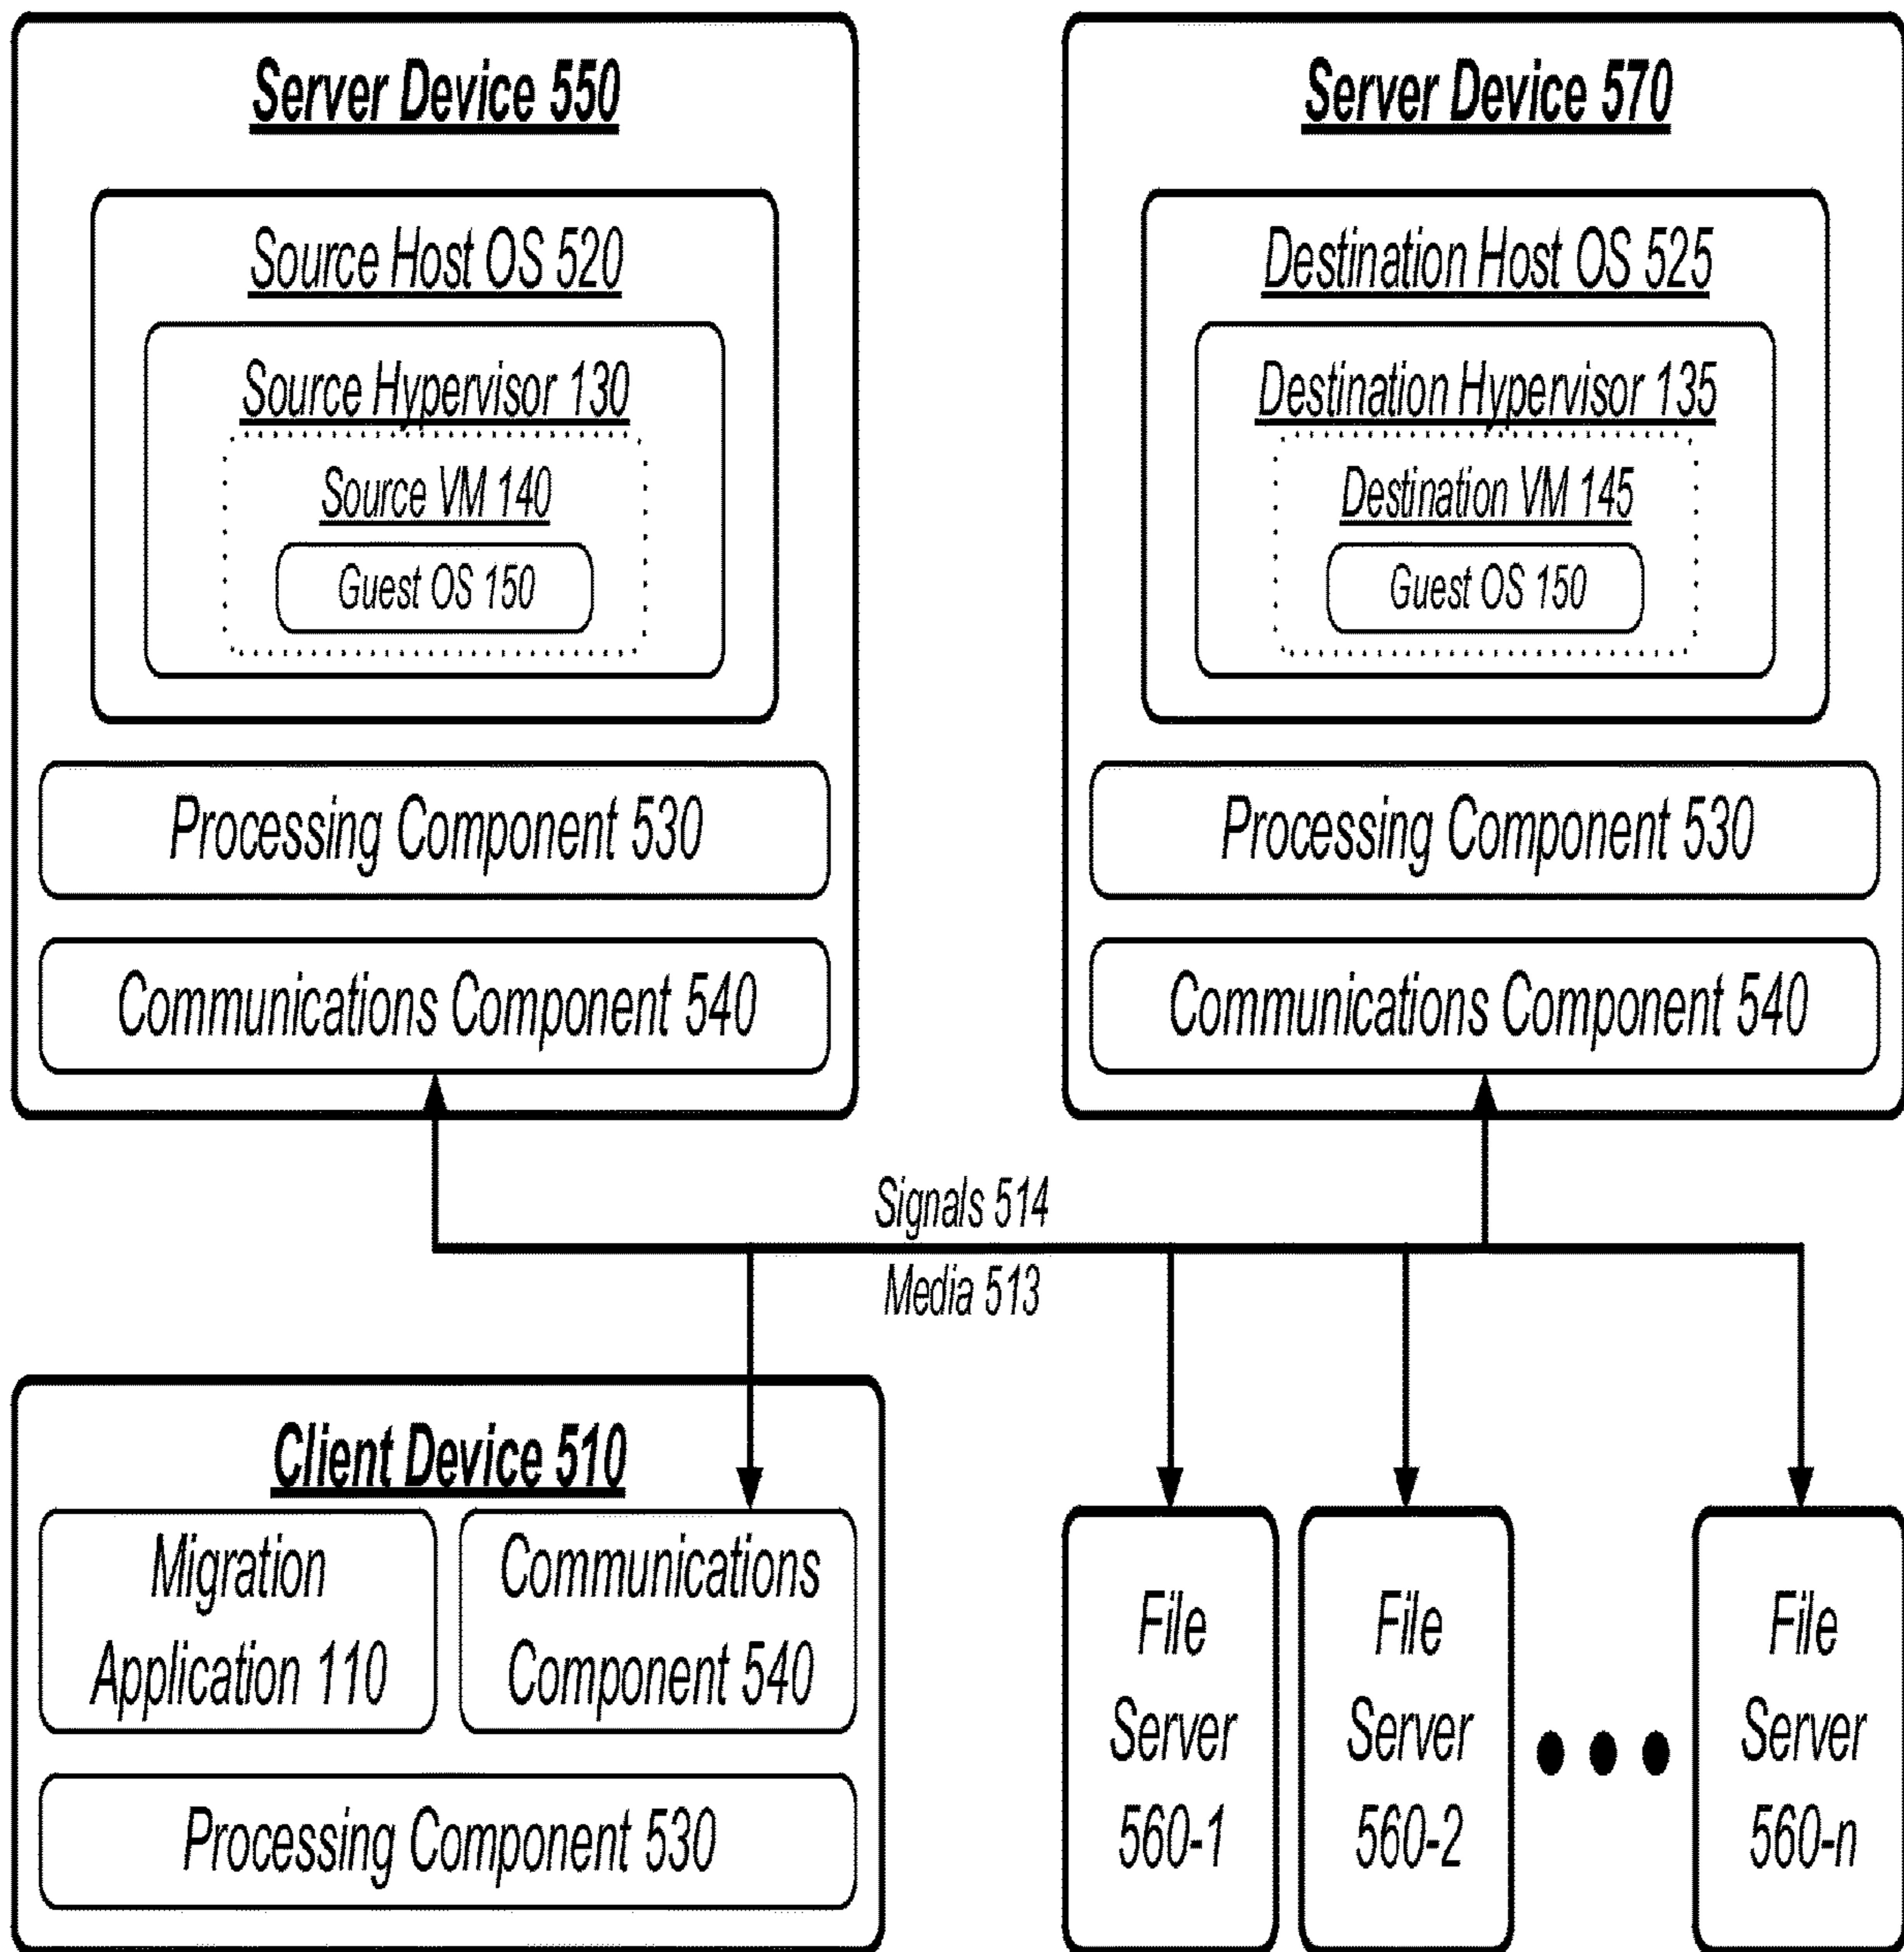 Server Device 550
Source Host OS 520
Source Hypervisor 130
Source VM 140
Guest OS 150
Processing Component 530
Communications Component 540
Server Device 570
Destination Host OS 525
Destination Hypervisor 135
Destination VM 145
Guest OS 150
Processing Component 530
Communications Component 540
Signals 514
Media 513
Client Device 510
Migration
Application 110
Communications
Component 540
Processing Component 530
File
Server
560-1
File
Server
560-2
File
Server
560-n